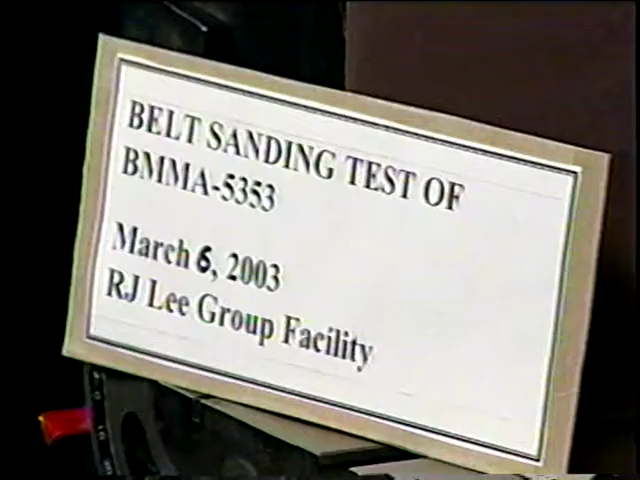 BELT SANDING TEST OF
BMMA-5353
March 6, 2003
RJ Lee Group Facility